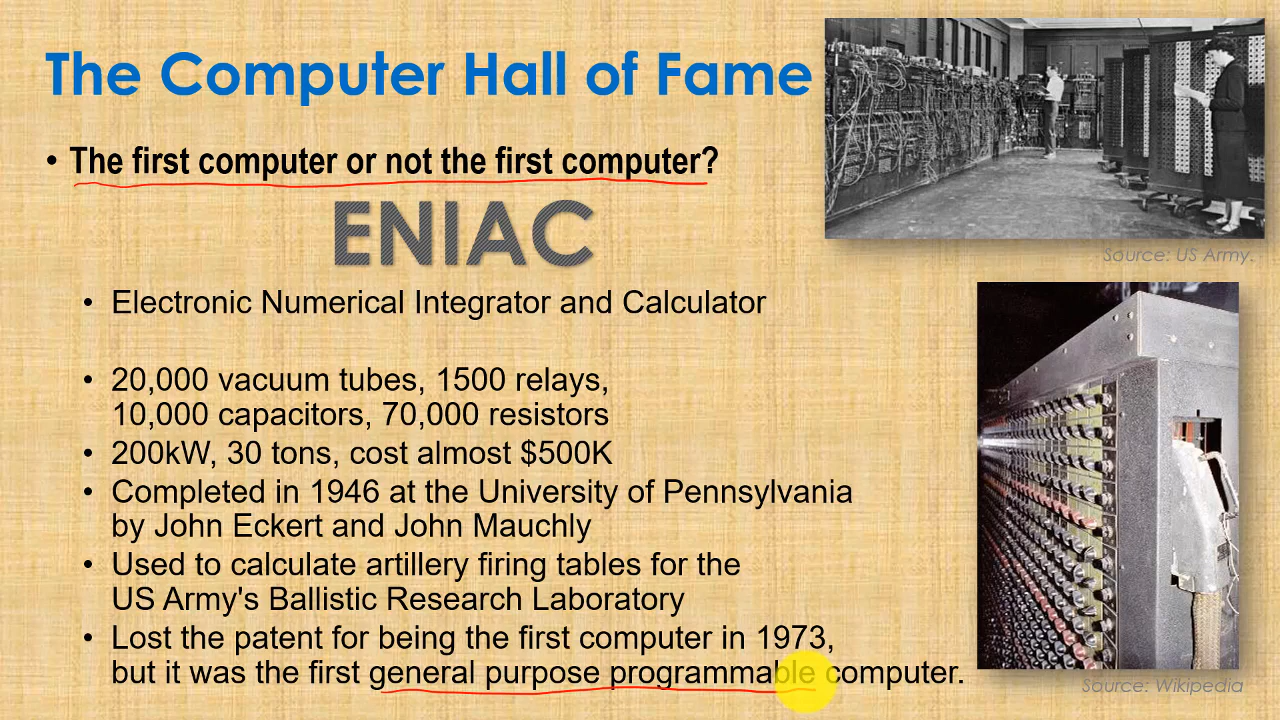 The Computer Hall of Fame
• The first computer or not the first computer?
ENIAC
Source: US Army.
• Electronic Numerical Integrator and Calculator
• 20,000 vacuum tubes, 1500 relays,
10,000 capacitors, 70,000 resistors
• 200kW, 30 tons, cost almost $500K
• Completed in 1946 at the University of Pennsylvania
by John Eckert and John Mauchly
• Used to calculate artillery firing tables for the
US Army's Ballistic Research Laboratory
• Lost the patent for being the first computer in 1973,
but it was the first general purpose programmable computer.
Source: Wikipedia